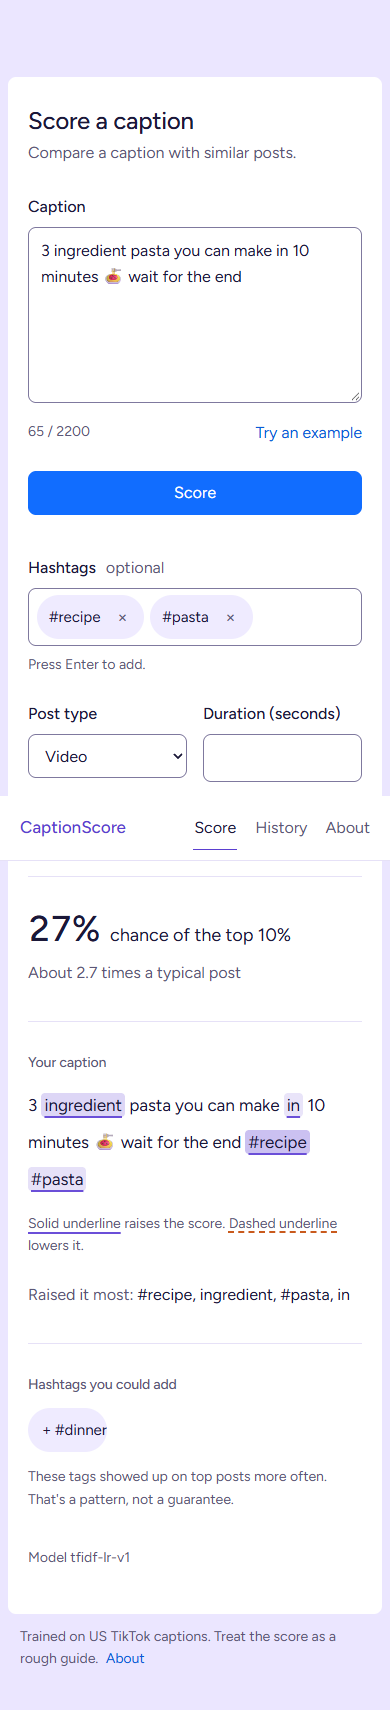 Score a caption
Compare a caption with similar posts.
Caption
3 ingredient pasta you can make in 10
minutes 🍝 wait for the end
65 / 2200
Try an example
Score
Hashtags optional
#recipe ×
#pasta ×
Press Enter to add.
Post type
Duration (seconds)
Video
CaptionScore
Score
History
About
27% chance of the top 10%
About 2.7 times a typical post
Your caption
3 ingredient pasta you can make in 10
minutes 🍝 wait for the end #recipe
#pasta
Solid underline raises the score. Dashed underline
lowers it.
Raised it most: #recipe, ingredient, #pasta, in
Hashtags you could add
+ #dinner
These tags showed up on top posts more often.
That's a pattern, not a guarantee.
Model tfidf-lr-v1
Trained on US TikTok captions. Treat the score as a
rough guide. About